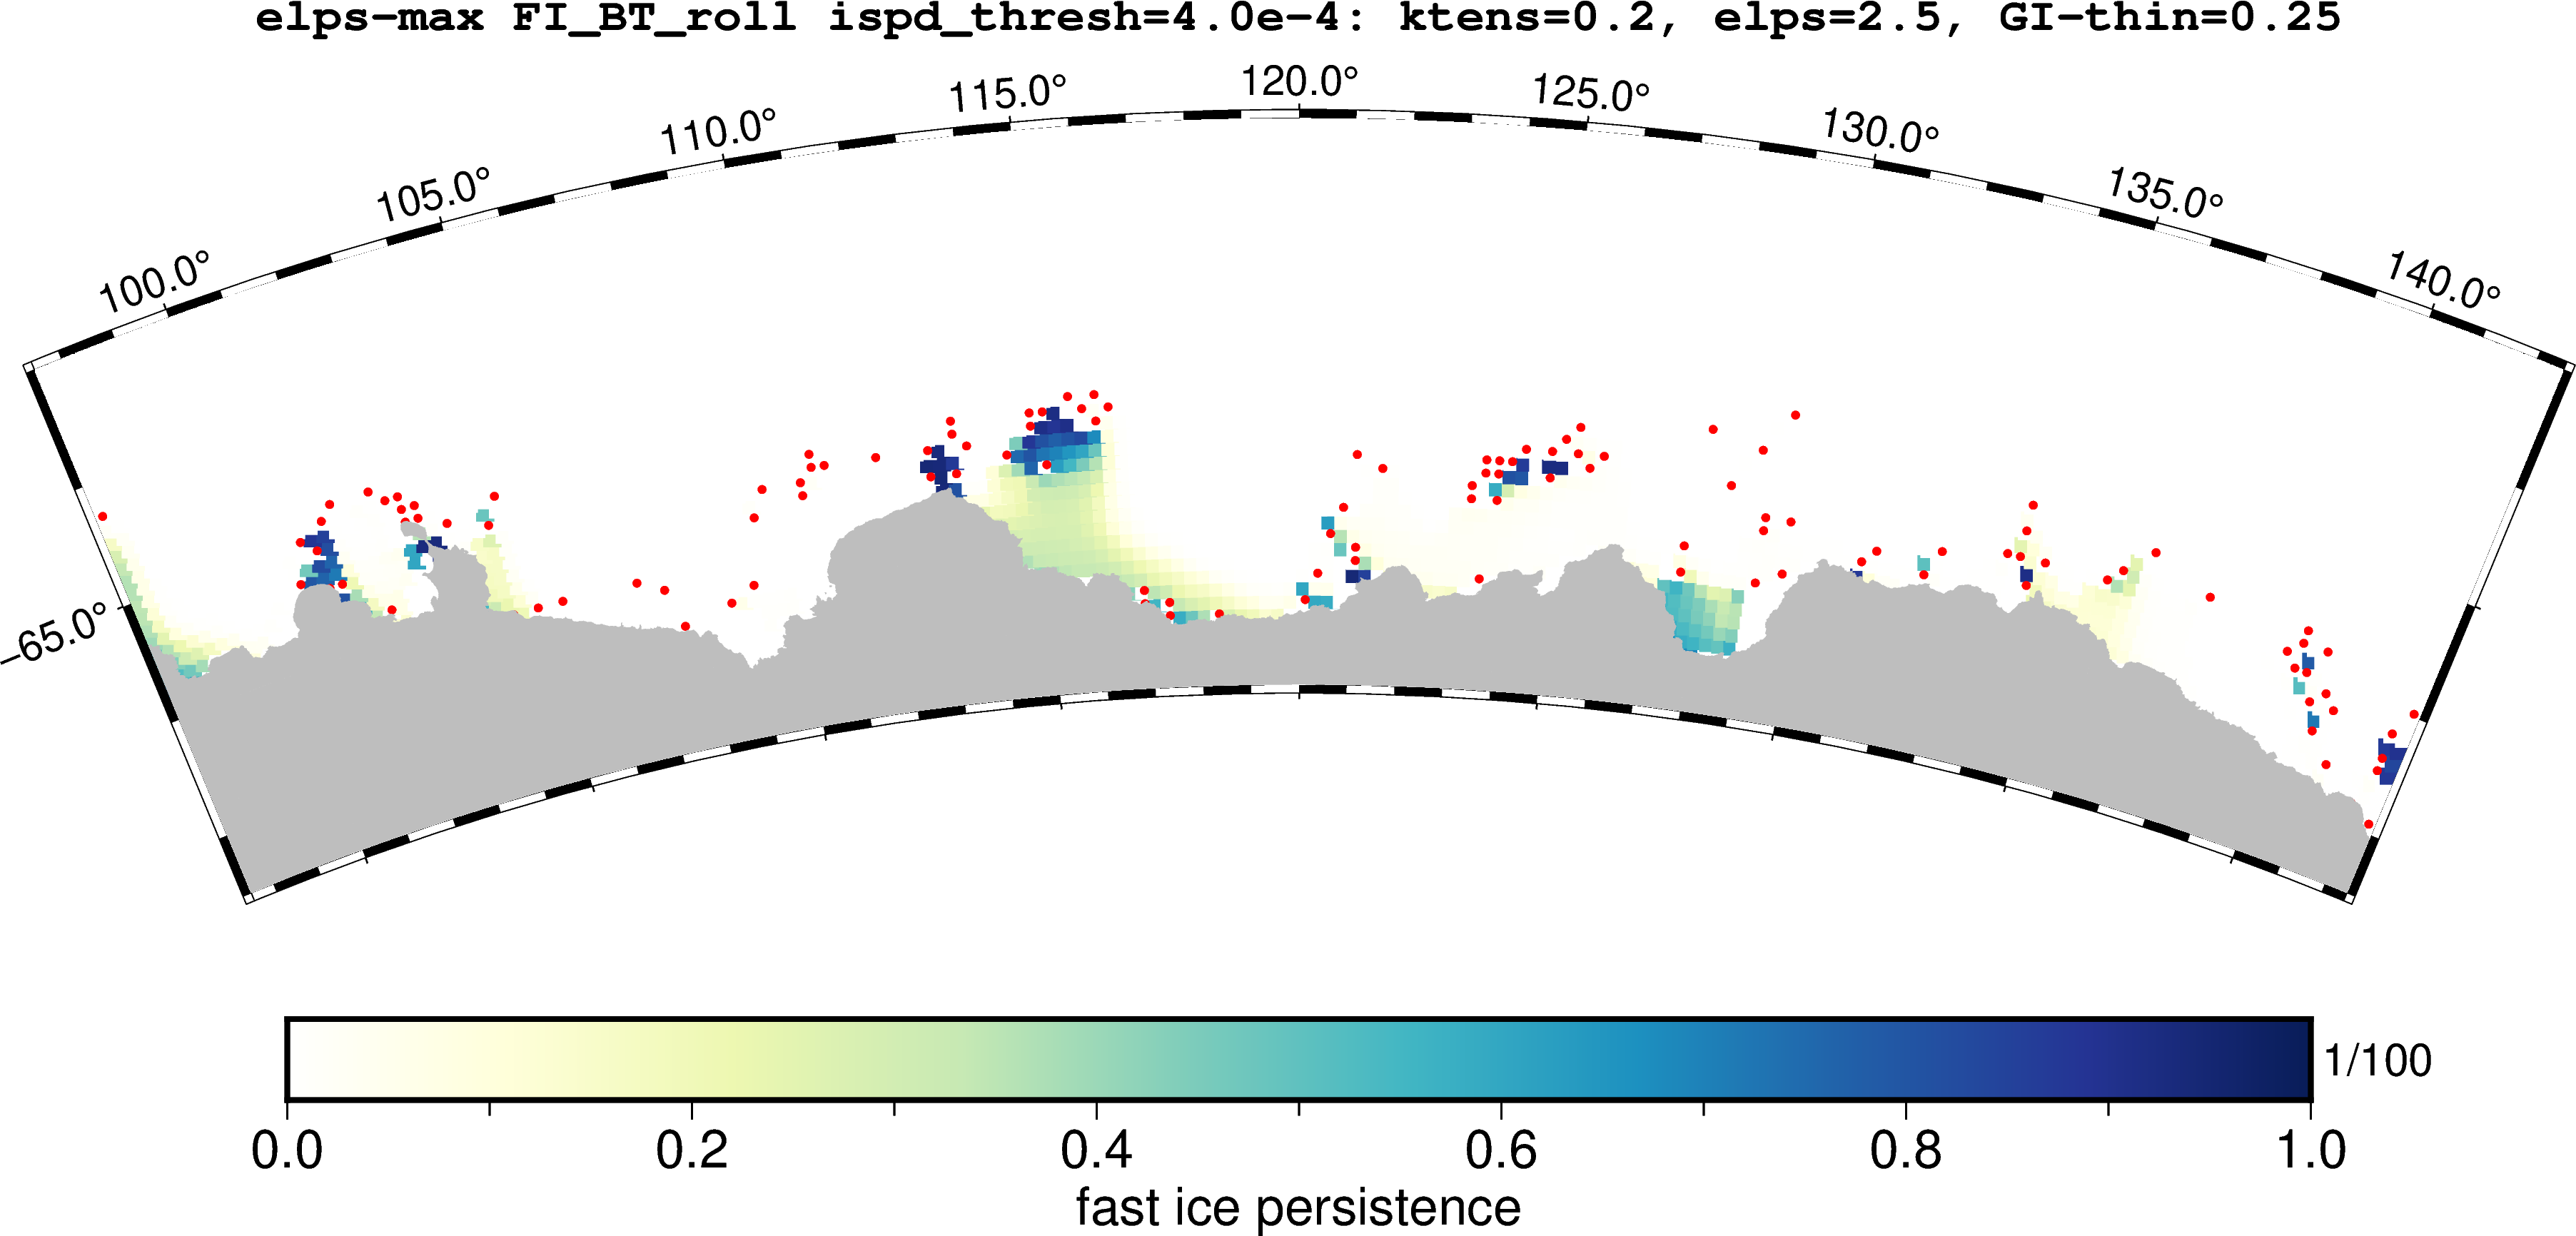 elps-max FI_BT_roll ispd_thresh=4.0e-4: ktens=0.2, elps=2.5, GI-thin=0.25
100.0° 105.0° 110.0° 115.0° 120.0° 125.0° 130.0° 135.0° 140.0°
-65.0°
1/100
0.0 0.2 0.4 0.6 0.8 1.0
fast ice persistence